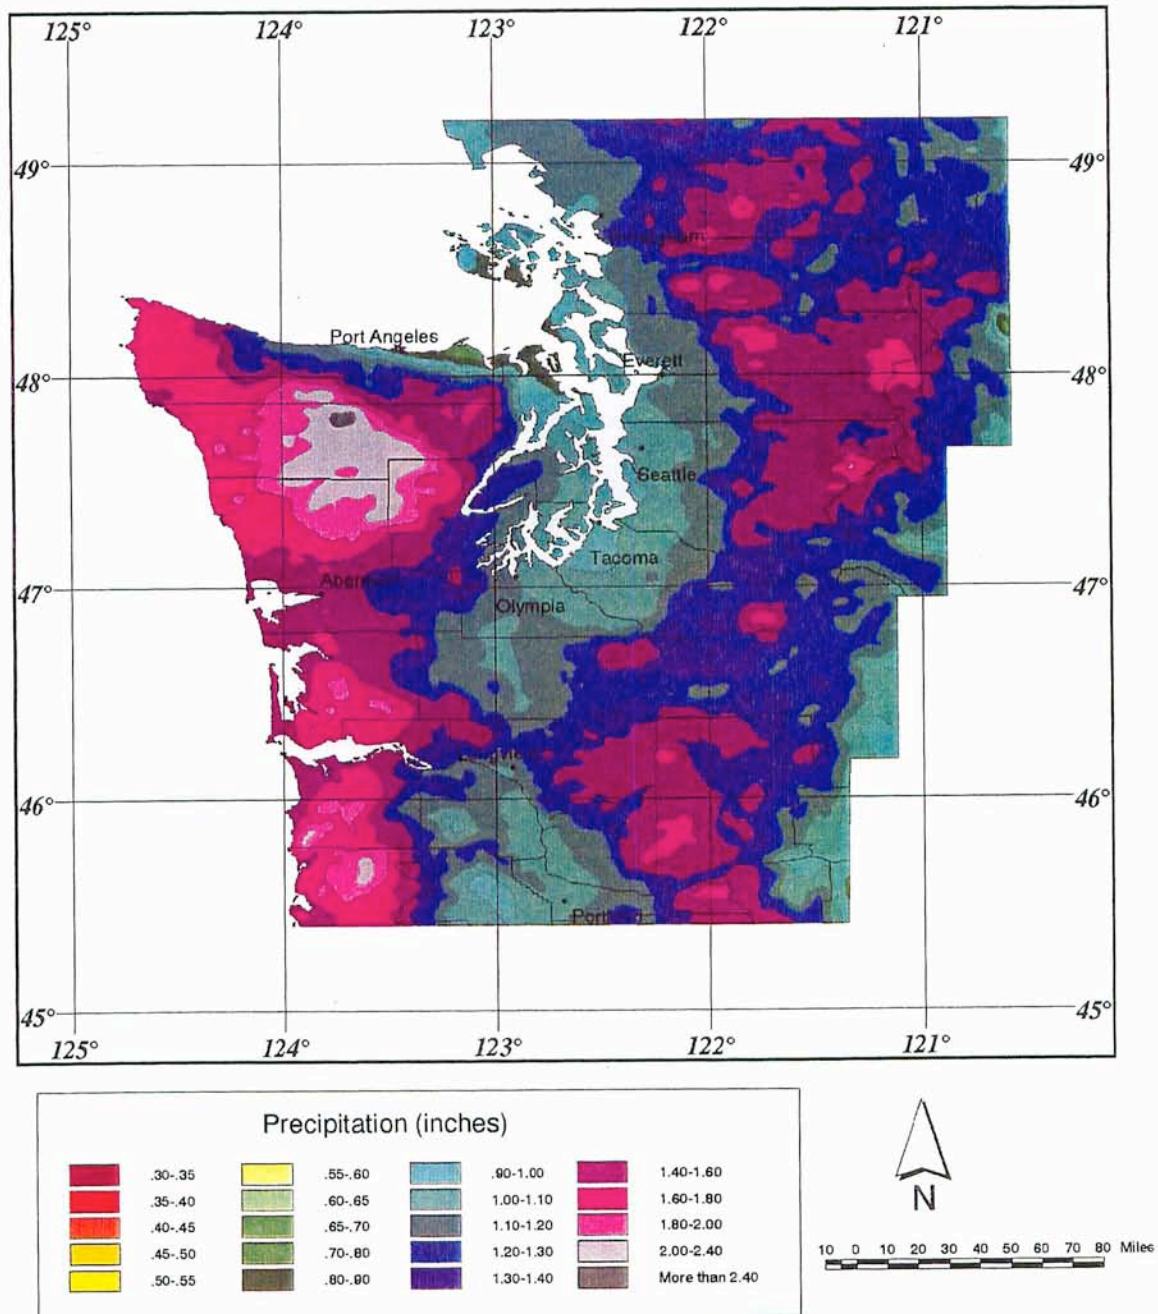 125° 124° 123° 122° 121°
49° 49°
Port Angeles
Everett
48° 48°
Seattle
Tacoma
47° 47°
Olympia
46° 46°
45° 45°
125° 124° 123° 122° 121°
Precipitation (inches)
.30-.35 .55-.60 .90-1.00 1.40-1.60
.35-.40 .60-.65 1.00-1.10 1.60-1.80
.40-.45 .65-.70 1.10-1.20 1.80-2.00
.45-.50 .70-.80 1.20-1.30 2.00-2.40
.50-.55 .80-.90 1.30-1.40 More than 2.40
N
10 0 10 20 30 40 50 60 70 80 Miles